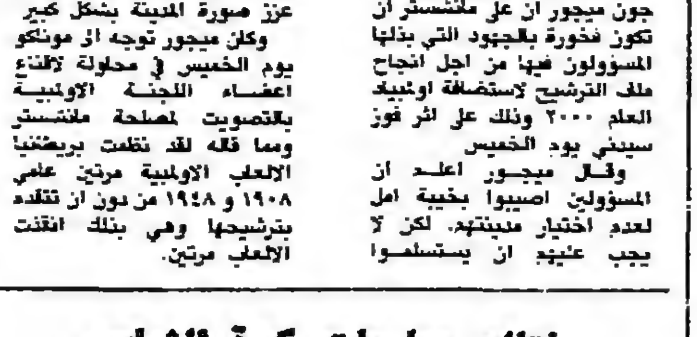 جون ميجور ان على مانشستر ان
تكون فخورة بالجهود التي بذلها
المسؤولون فيها من اجل انجاح
ملف الترشيح لاستضافة اولمبياد
العام ٢٠٠٠ وذلك على اثر فوز
سيدني يوم الخميس
وقال ميجور اعلم ان
المسؤولين اصيبوا بخيبة امل
لعدم اختيار مدينتهم. لكن لا
يجب عليهم ان يستسلموا
عزز صورة المدينة بشكل كبير
وكان ميجور توجه الى موناكو
يوم الخميس في محاولة لاقناع
اعضاء اللجنة الاولمبية
بالتصويت لمصلحة مانشستر
ومما قاله لقد نظمت بريطانيا
الالعاب الاولمبية مرتين عامي
١٩٠٨ و ١٩٤٨ من دون ان تتقدم
بترشيحها وهي بذلك انقذت
الالعاب مرتين.